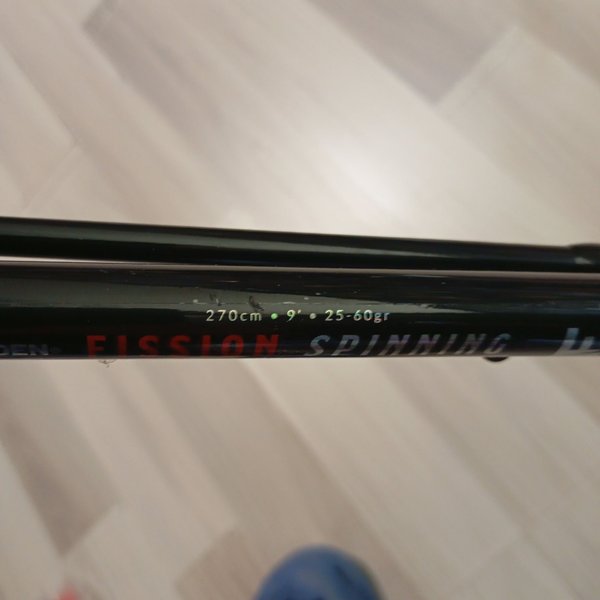 270cm • 9' • 25-60gr
FISSION SPINNING